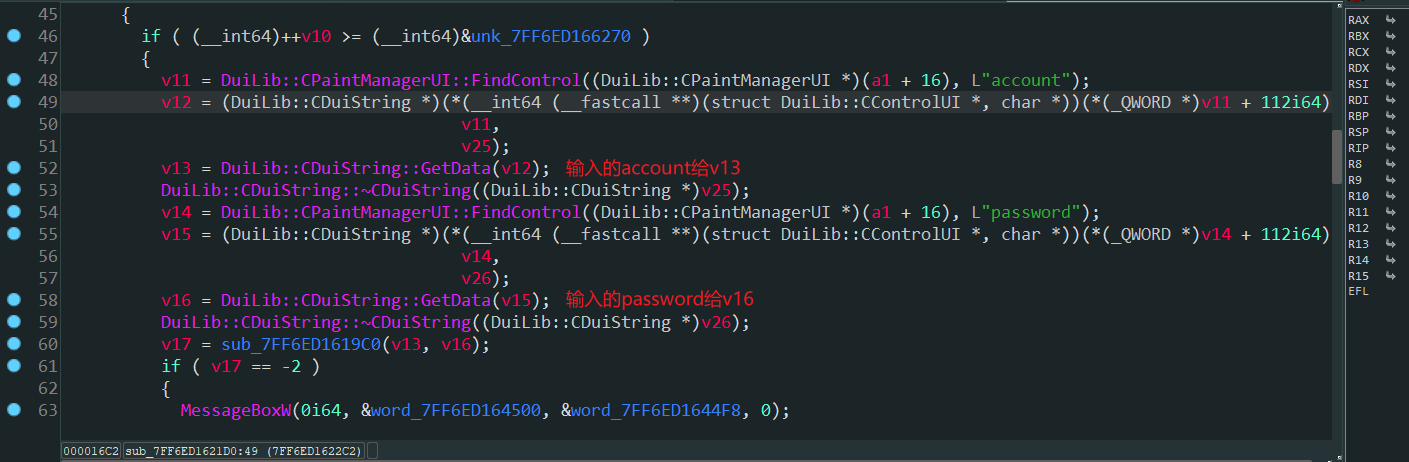 45 {
46 if ( (__int64)++v10 >= (__int64)&unk_7FF6ED166270 )
47 {
48 v11 = DuiLib::CPaintManagerUI::FindControl((DuiLib::CPaintManagerUI *)(a1 + 16), L"account");
49 v12 = (DuiLib::CDuiString *)(*(__int64 (__fastcall **)(struct DuiLib::CControlUI *, char *))(*(_QWORD *)v11 + 112i64)
50 v11,
51 v25);
52 v13 = DuiLib::CDuiString::GetData(v12); 输入的account给v13
53 DuiLib::CDuiString::~CDuiString((DuiLib::CDuiString *)v25);
54 v14 = DuiLib::CPaintManagerUI::FindControl((DuiLib::CPaintManagerUI *)(a1 + 16), L"password");
55 v15 = (DuiLib::CDuiString *)(*(__int64 (__fastcall **)(struct DuiLib::CControlUI *, char *))(*(_QWORD *)v14 + 112i64)
56 v14,
57 v26);
58 v16 = DuiLib::CDuiString::GetData(v15); 输入的password给v16
59 DuiLib::CDuiString::~CDuiString((DuiLib::CDuiString *)v26);
60 v17 = sub_7FF6ED1619C0(v13, v16);
61 if ( v17 == -2 )
62 {
63 MessageBoxW(0i64, &word_7FF6ED164500, &word_7FF6ED1644F8, 0);
000016C2 sub_7FF6ED1621D0:49 (7FF6ED1622C2)
RAX
RBX
RCX
RDX
RSI
RDI
RBP
RSP
RIP
R8
R9
R10
R11
R12
R13
R14
R15
EFL